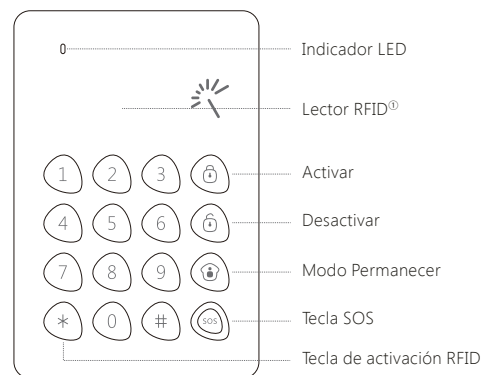 Indicador LED
Lector RFID①
1 2 3
Activar
4 5 6
Desactivar
7 8 9
Modo Permanecer
* 0 # SOS
Tecla SOS
Tecla de activación RFID